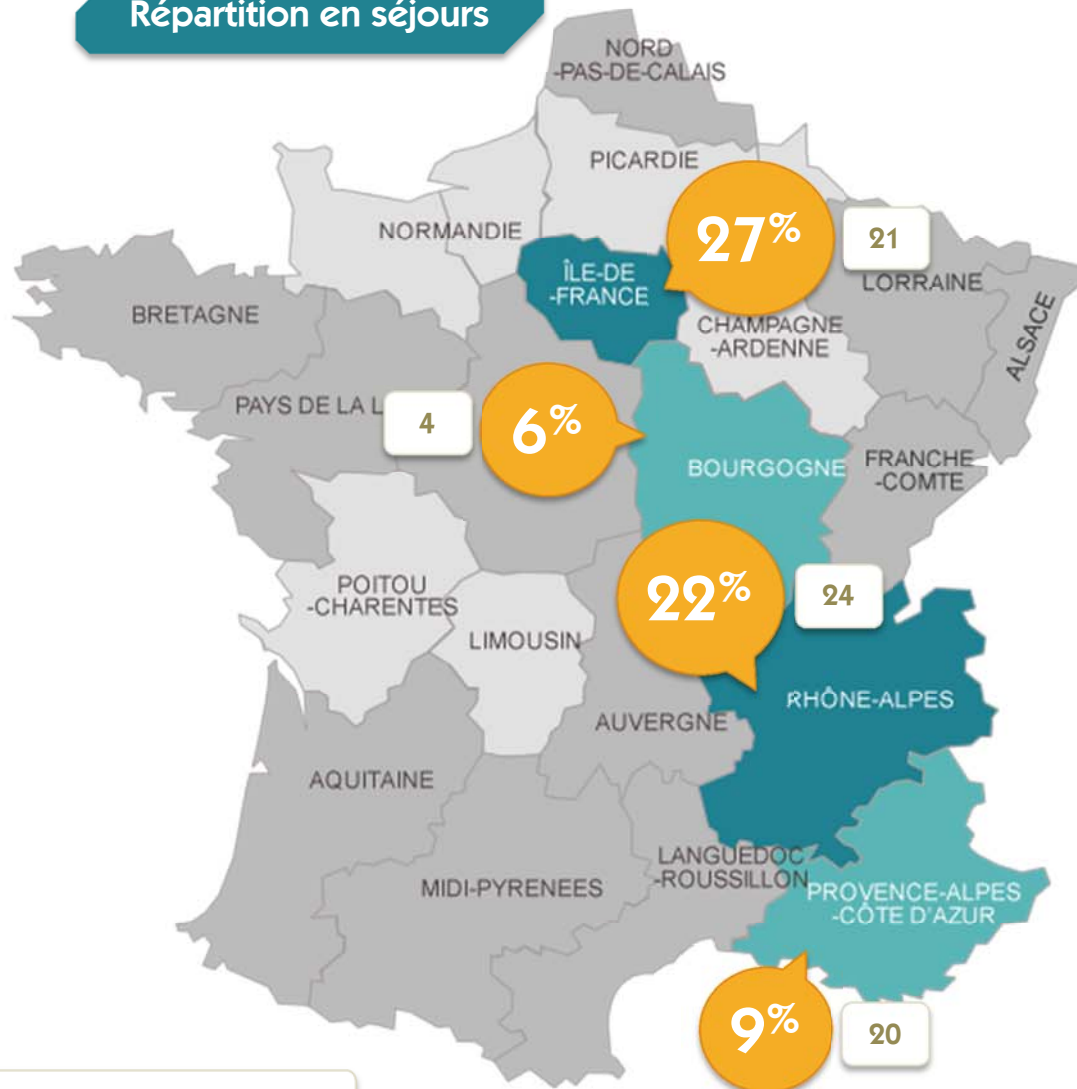 Répartition en séjours
NORD
-PAS-DE-CALAIS
PICARDIE
NORMANDIE
27%
21
ÎLE-DE
-FRANCE
LORRAINE
BRETAGNE
CHAMPAGNE
-ARDENNE
ALSACE
PAYS DE LA L
4
6%
BOURGOGNE
FRANCHE
-COMTE
POITOU
-CHARENTES
22%
24
LIMOUSIN
RHÔNE-ALPES
AUVERGNE
AQUITAINE
LANGUEDOC
-ROUSSILLON
MIDI-PYRENEES
PROVENCE-ALPES
-CÔTE D'AZUR
9%
20